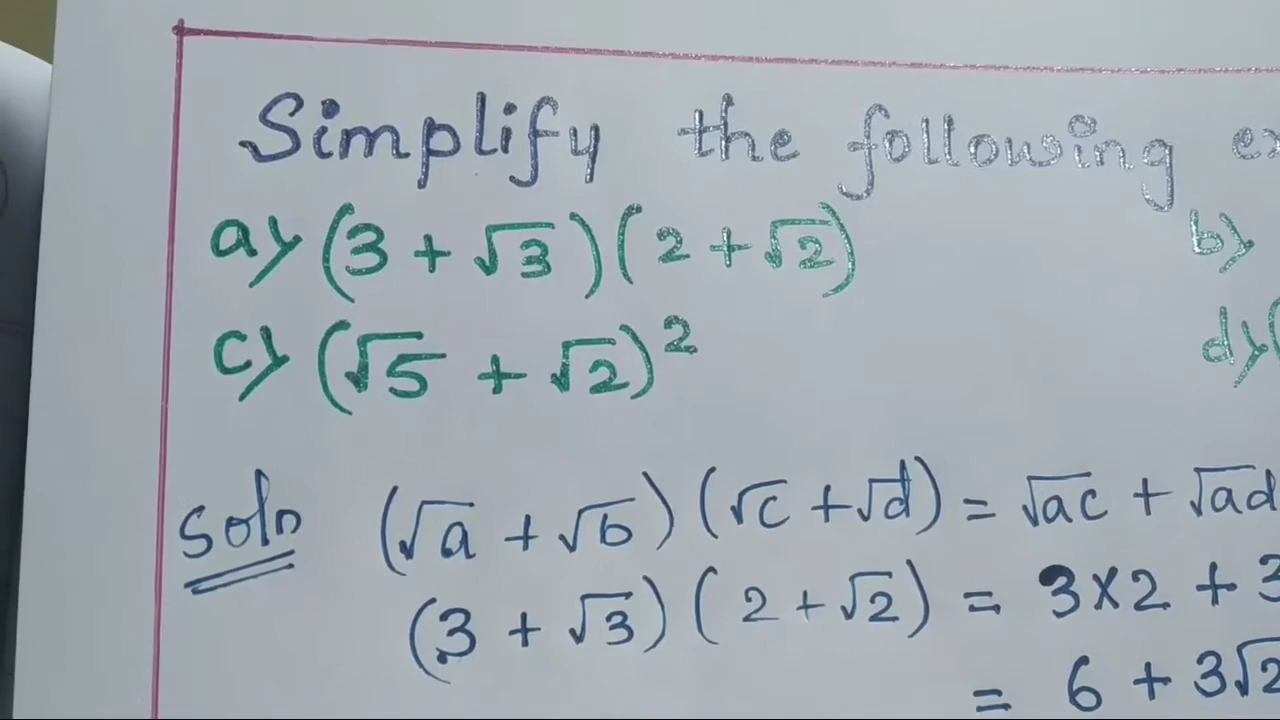 Simplify the following
a) (3 + √3)(2 + √2) b)
c) (√5 + √2)² d) (
Soln (√a + √b)(√c + √d) = √ac + √ad
(3 + √3)(2 + √2) = 3×2 + 3
= 6 + 3√2